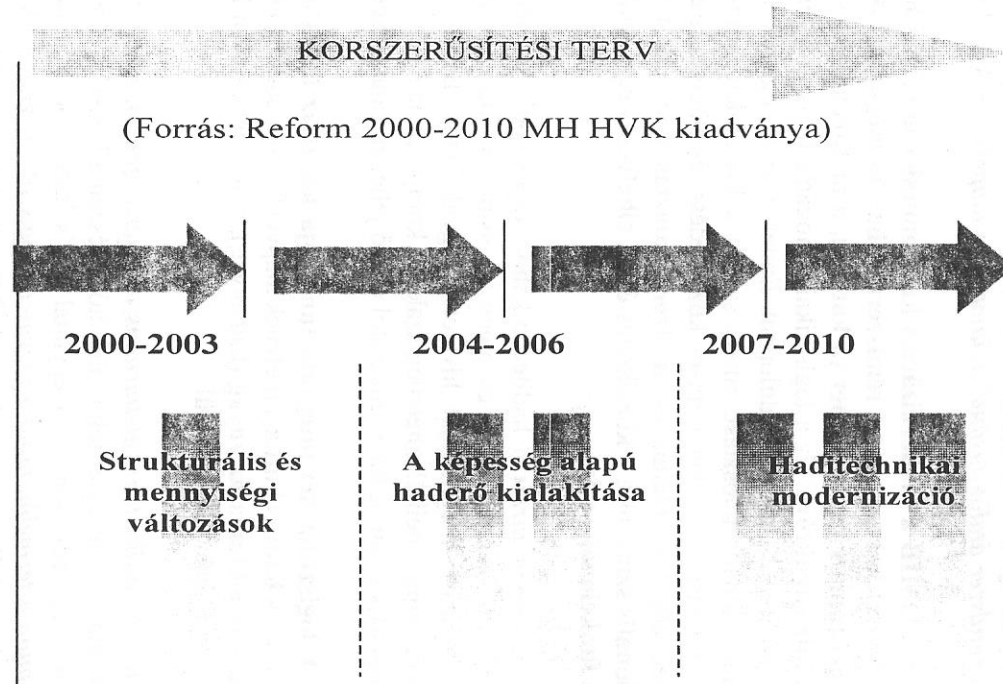 KORSZERŰSÍTÉSI TERV
(Forrás: Reform 2000-2010 MH HVK kiadványa)
2000-2003
2004-2006
2007-2010
Strukturális és
mennyiségi
változások
A képesség alapú
haderő kialakítása
Haditechnikai
modernizáció